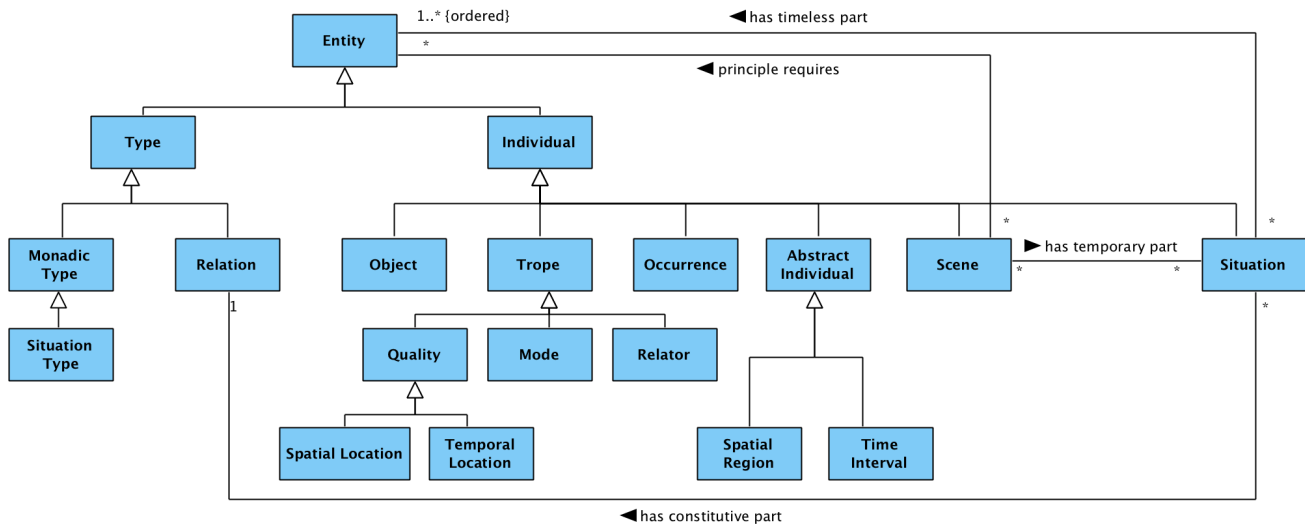 1..* {ordered}
◄ has timeless part
Entity
*
◄ principle requires
Type
Individual
*
*
Monadic
Type
Relation
Object
Trope
Occurrence
Abstract
Individual
Scene
► has temporary part
Situation
*
*
1
*
Situation
Type
Quality
Mode
Relator
Spatial Location
Temporal
Location
Spatial
Region
Time
Interval
◄ has constitutive part